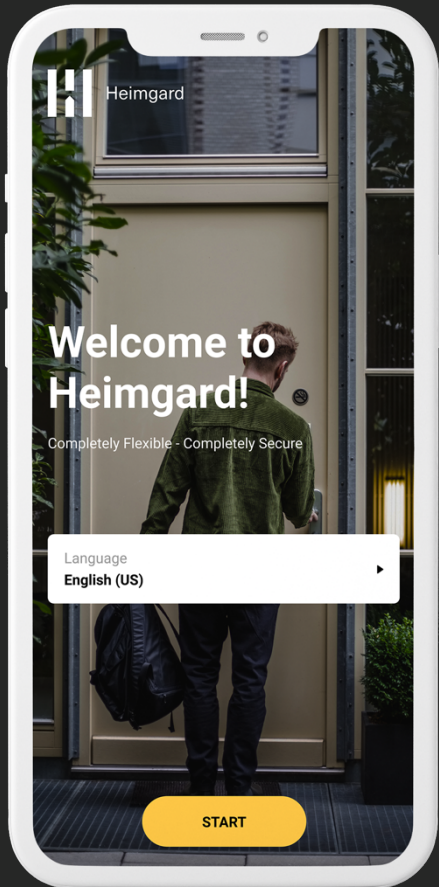 Heimgard
Welcome to
Heimgard!
Completely Flexible - Completely Secure
Language
English (US)
START